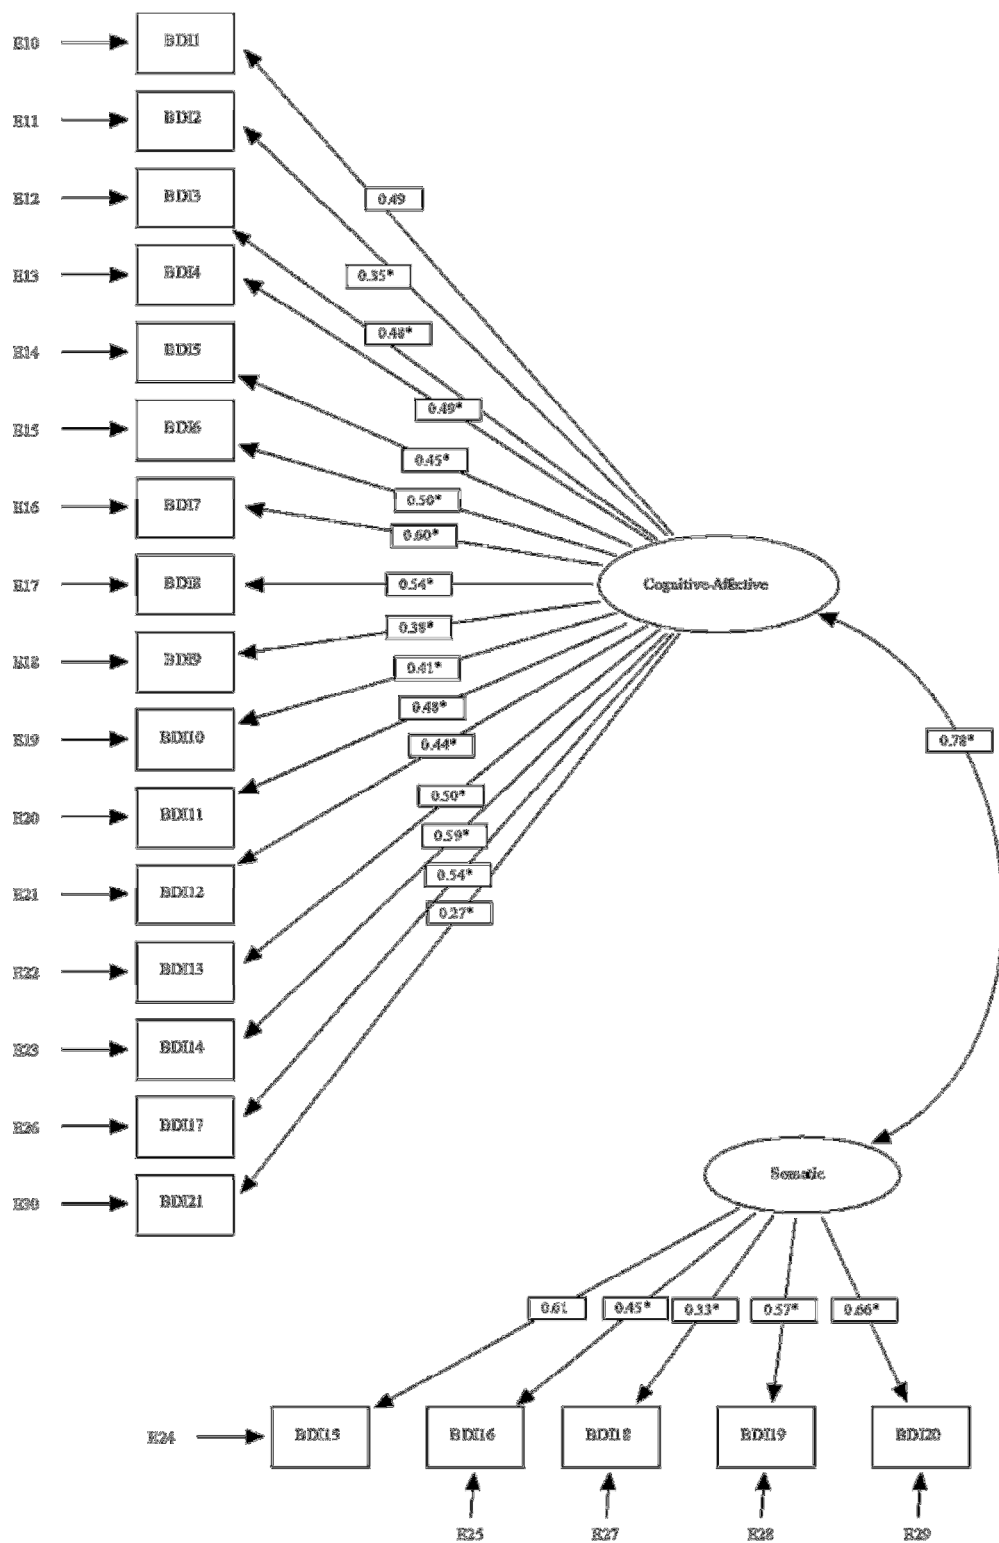 E10
BDI1
E11
BDI2
E12
BDI3
0.49
E13
BDI4
0.35*
0.48*
E14
BDI5
0.49*
E15
BDI6
0.45*
0.50*
E16
BDI7
0.60*
E17
BDI8
0.54*
Cognitive-Affective
E18
BDI9
0.38*
0.41*
E19
BDI10
0.48*
0.44*
0.78*
E20
BDI11
0.50*
0.59*
E21
BDI12
0.54*
0.27*
E22
BDI13
E23
BDI14
E26
BDI17
E30
BDI21
Somatic
0.61
0.45*
0.33*
0.57*
0.66*
E24
BDI15
BDI16
BDI18
BDI19
BDI20
E25
E27
E28
E29